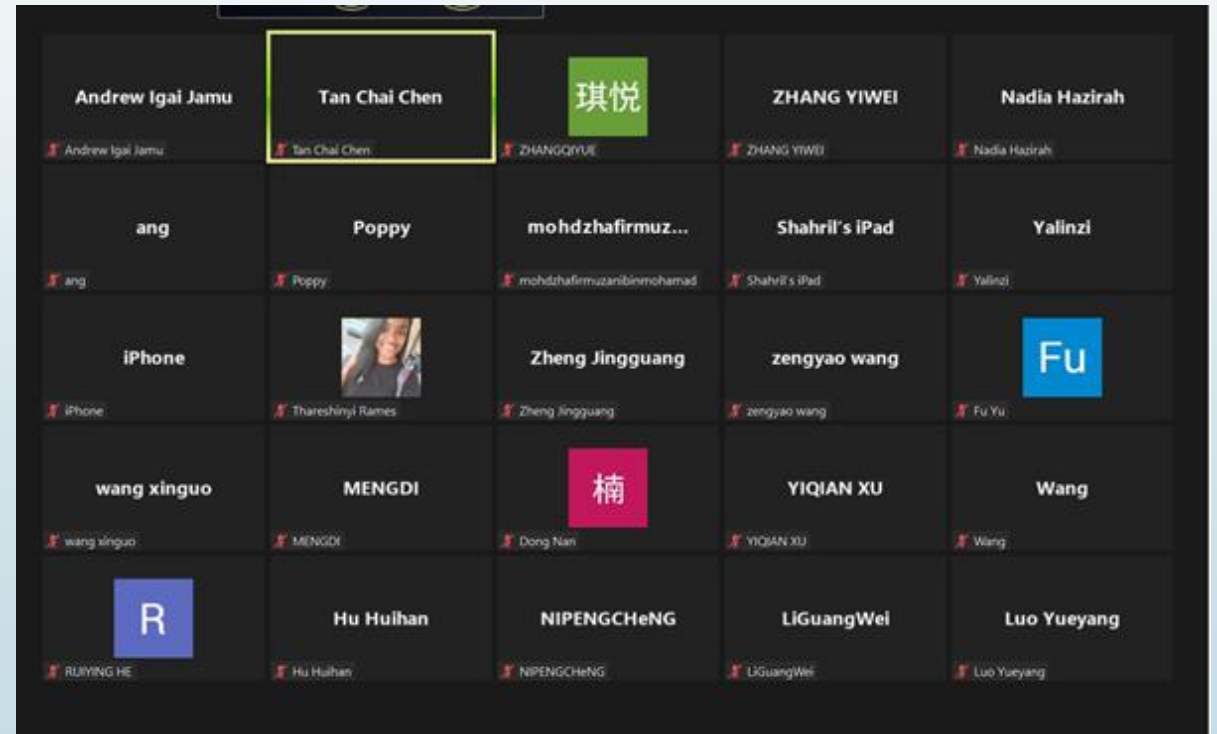 Andrew Igai Jamu
Andrew Igai Jamu
Tan Chai Chen
Tan Chai Chen
琪悦
ZHANGQIYUE
ZHANG YIWEI
ZHANG YIWEI
Nadia Hazirah
Nadia Hazirah
ang
ang
Poppy
Poppy
mohdzhafirmuz...
mohdzhafirmuzanibinmohamad
Shahril's iPad
Shahril's iPad
Yalinzi
Yalinzi
iPhone
iPhone
Thareshinyi Rames
Zheng Jingguang
Zheng Jingguang
zengyao wang
zengyao wang
Fu
Fu Yu
wang xinguo
wang xinguo
MENGDI
MENGDI
楠
Dong Nan
YIQIAN XU
YIQIAN XU
Wang
Wang
R
RUIYING HE
Hu Huihan
Hu Huihan
NIPENGCHeNG
NIPENGCHeNG
LiGuangWei
LiGuangWei
Luo Yueyang
Luo Yueyang